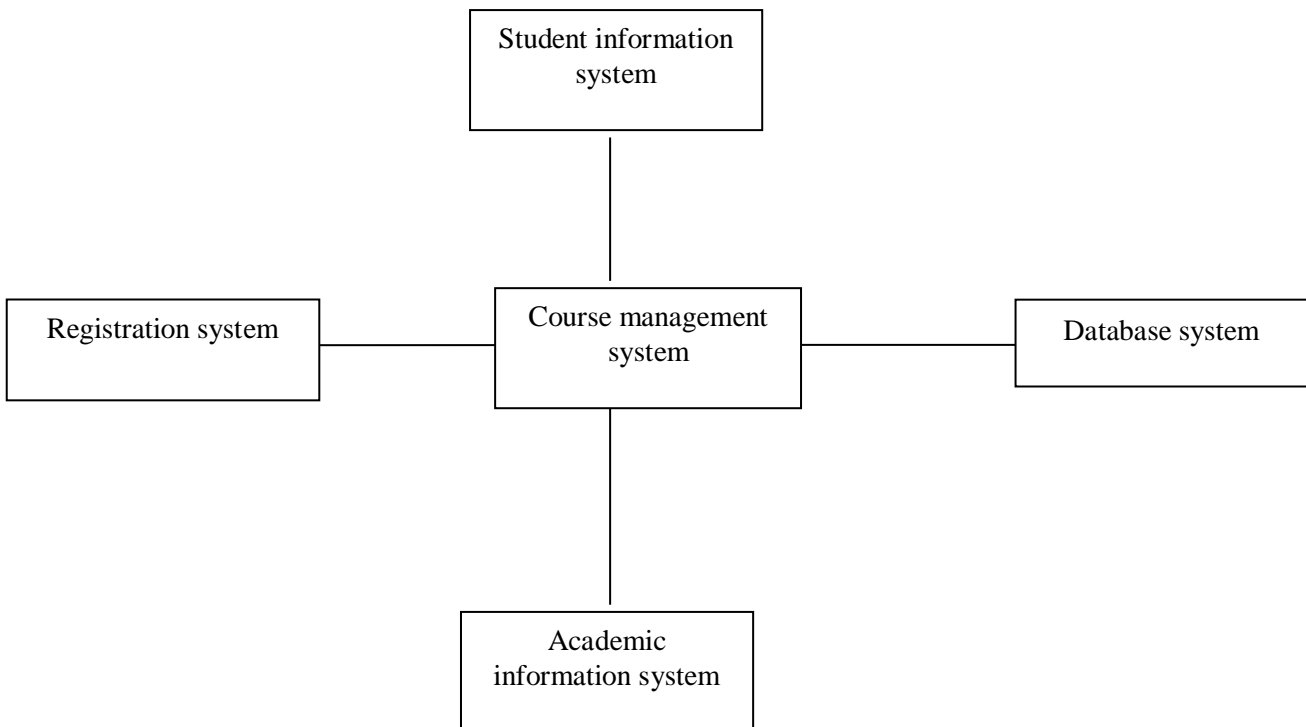 Student information
system
Registration system
Course management
system
Database system
Academic
information system